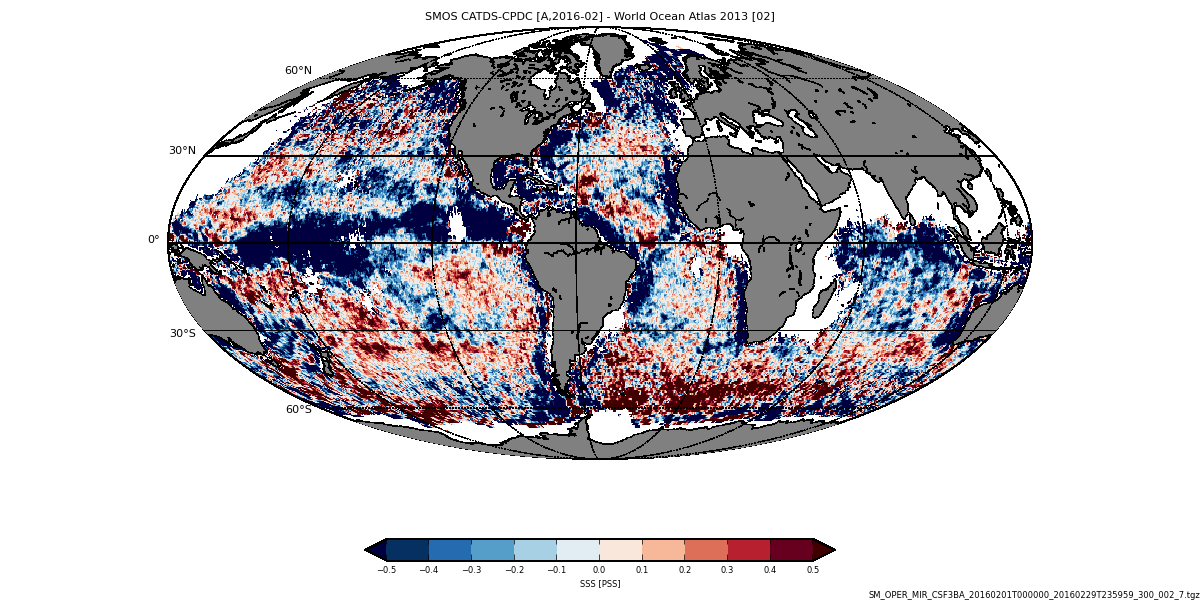 SMOS CATDS-CPDC [A,2016-02] - World Ocean Atlas 2013 [02]
60°N
30°N
0°
30°S
60°S
−0.5 −0.4 −0.3 −0.2 −0.1 0.0 0.1 0.2 0.3 0.4 0.5
SSS [PSS]
SM_OPER_MIR_CSF3BA_20160201T000000_20160229T235959_300_002_7.tgz